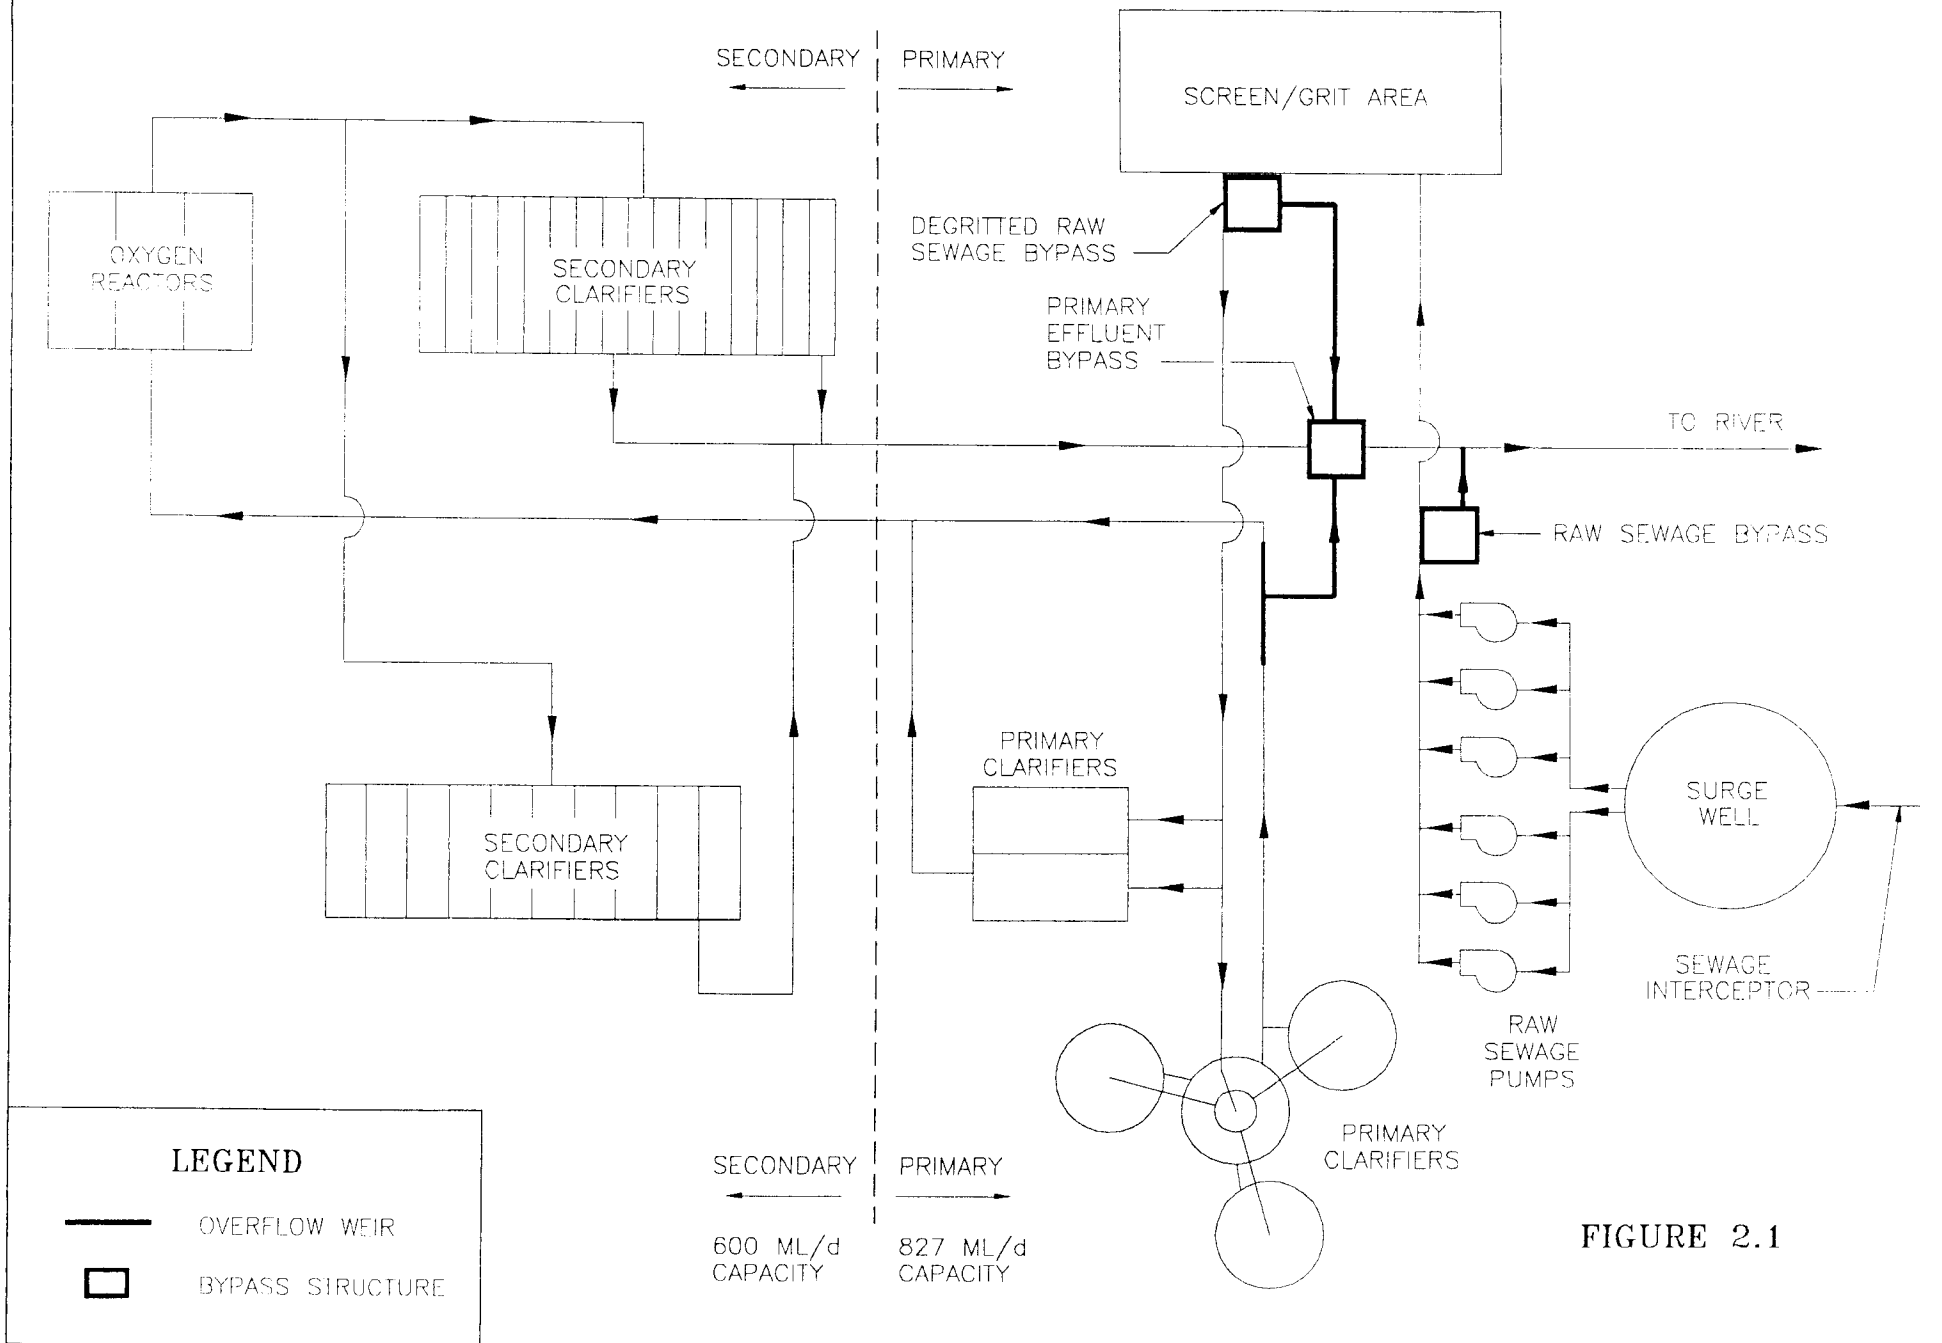 SECONDARY
PRIMARY
SCREEN/GRIT AREA
DEGRITTED RAW
SEWAGE BYPASS
OXYGEN
REACTORS
SECONDARY
CLARIFIERS
PRIMARY
EFFLUENT
BYPASS
TO RIVER
RAW SEWAGE BYPASS
PRIMARY
CLARIFIERS
SURGE
WELL
SECONDARY
CLARIFIERS
SEWAGE
INTERCEPTOR
RAW
SEWAGE
PUMPS
PRIMARY
CLARIFIERS
SECONDARY
PRIMARY
600 ML/d
CAPACITY
827 ML/d
CAPACITY
LEGEND
OVERFLOW WEIR
BYPASS STRUCTURE
FIGURE 2.1